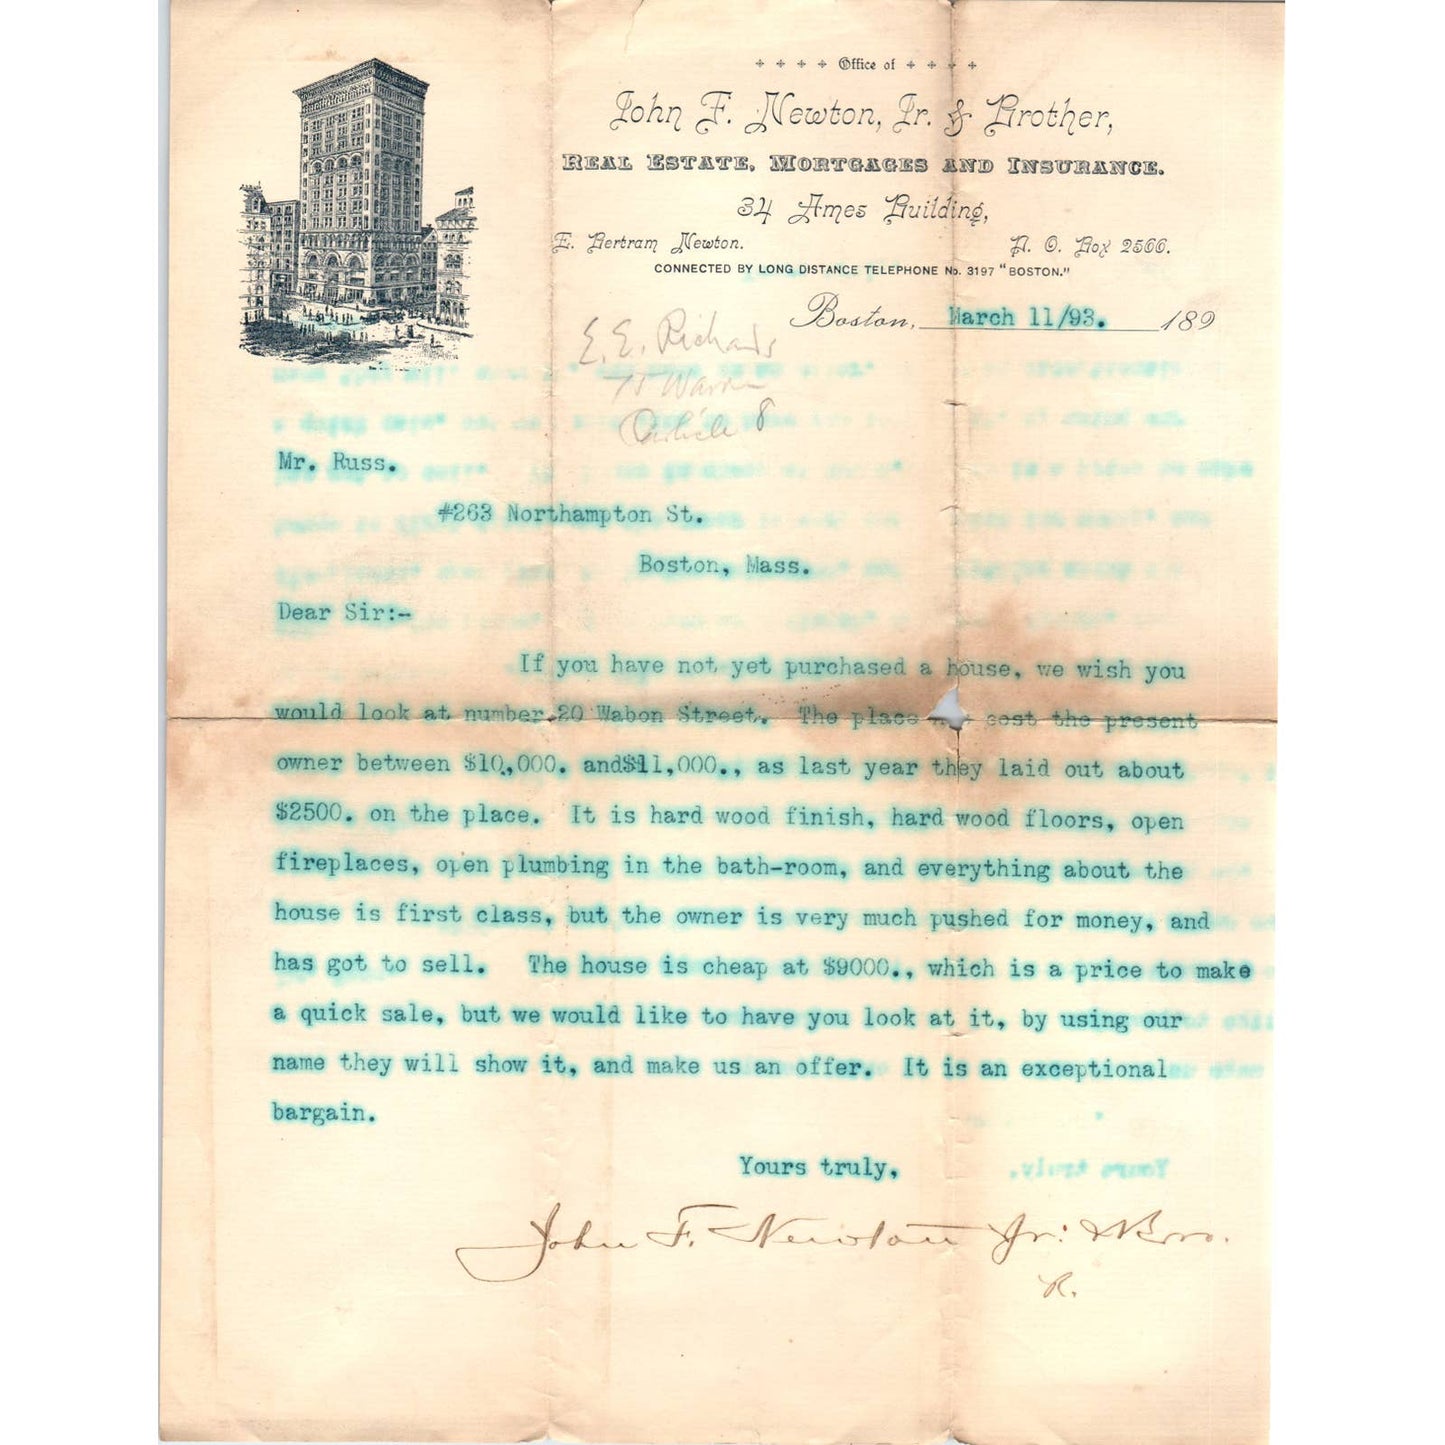 Office of
John F. Newton, Jr. & Brother,
REAL ESTATE, MORTGAGES AND INSURANCE.
34 Ames Building,
E. Bertram Newton. P. O. Box 2566.
CONNECTED BY LONG DISTANCE TELEPHONE No. 3197 "BOSTON."
Boston, March 11/93. 189
E. E. Richards
75 Warren
8
Mr. Russ.
#263 Northampton St.
Boston, Mass.
Dear Sir:-
If you have not yet purchased a house, we wish you
would look at number 20 Wabon Street. The place cost the present
owner between $10,000. and$11,000., as last year they laid out about
$2500. on the place. It is hard wood finish, hard wood floors, open
fireplaces, open plumbing in the bath-room, and everything about the
house is first class, but the owner is very much pushed for money, and
has got to sell. The house is cheap at $9000., which is a price to make
a quick sale, but we would like to have you look at it, by using our
name they will show it, and make us an offer. It is an exceptional
bargain.
Yours truly,
John F. Newton Jr: & Bro.
R.